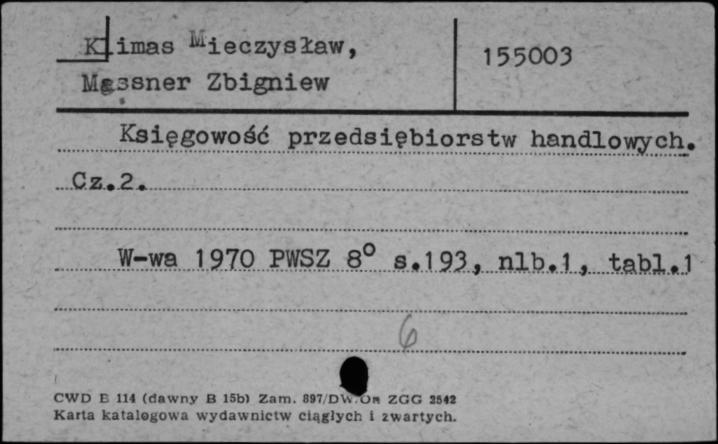 Klimas Mieczysław,
155003
Messner Zbigniew
Księgowość przedsiębiorstw handlowych.
Cz.2.
W-wa 1970 PWSZ 8° s.193, nlb.1, tabl.1
6
CWD E 114 (dawny B 15b) Zam. 897/DW.Om ZGG 2542
Karta katalogowa wydawnictw ciągłych i zwartych.